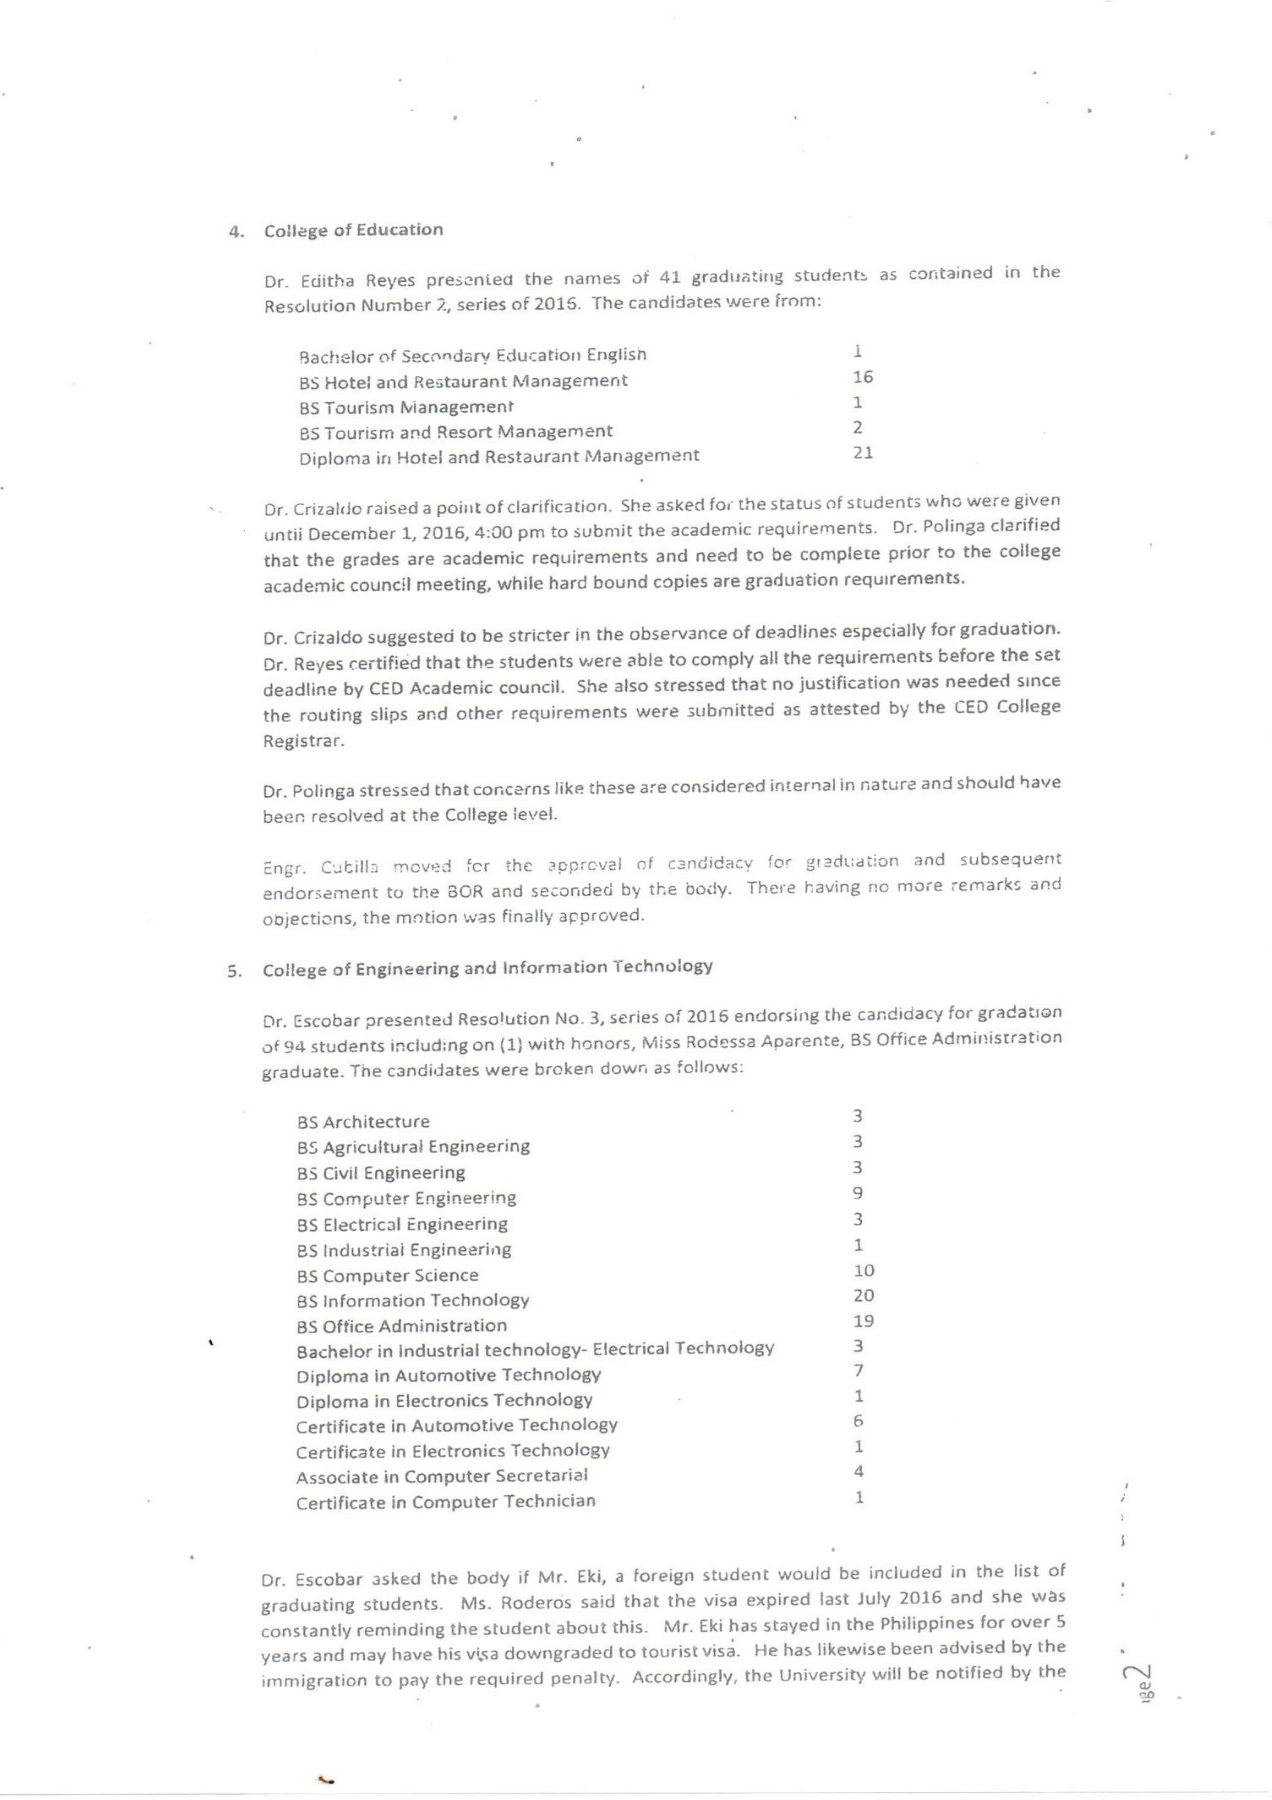 4. College of Education
Dr. Editha Reyes presented the names of 41 graduating students as contained in the
Resolution Number 2, series of 2016. The candidates were from:
Bachelor of Secondary Education English 1
BS Hotel and Restaurant Management 16
BS Tourism Management 1
BS Tourism and Resort Management 2
Diploma in Hotel and Restaurant Management 21
Dr. Crizaldo raised a point of clarification. She asked for the status of students who were given
until December 1, 2016, 4:00 pm to submit the academic requirements. Dr. Polinga clarified
that the grades are academic requirements and need to be complete prior to the college
academic council meeting, while hard bound copies are graduation requirements.
Dr. Crizaldo suggested to be stricter in the observance of deadlines especially for graduation.
Dr. Reyes certified that the students were able to comply all the requirements before the set
deadline by CED Academic council. She also stressed that no justification was needed since
the routing slips and other requirements were submitted as attested by the CED College
Registrar.
Dr. Polinga stressed that concerns like these are considered internal in nature and should have
been resolved at the College level.
Engr. Cubilla moved for the approval of candidacy for graduation and subsequent
endorsement to the BOR and seconded by the body. There having no more remarks and
objections, the motion was finally approved.
5. College of Engineering and Information Technology
Dr. Escobar presented Resolution No. 3, series of 2016 endorsing the candidacy for gradation
of 94 students including on (1) with honors, Miss Rodessa Aparente, BS Office Administration
graduate. The candidates were broken down as follows:
BS Architecture 3
BS Agricultural Engineering 3
BS Civil Engineering 3
BS Computer Engineering 9
BS Electrical Engineering 3
BS Industrial Engineering 1
BS Computer Science 10
BS Information Technology 20
BS Office Administration 19
Bachelor in Industrial technology- Electrical Technology 3
Diploma in Automotive Technology 7
Diploma in Electronics Technology 1
Certificate in Automotive Technology 6
Certificate in Electronics Technology 1
Associate in Computer Secretarial 4
Certificate in Computer Technician 1
Dr. Escobar asked the body if Mr. Eki, a foreign student would be included in the list of
graduating students. Ms. Roderos said that the visa expired last July 2016 and she was
constantly reminding the student about this. Mr. Eki has stayed in the Philippines for over 5
years and may have his visa downgraded to tourist visa. He has likewise been advised by the
immigration to pay the required penalty. Accordingly, the University will be notified by the
age 2